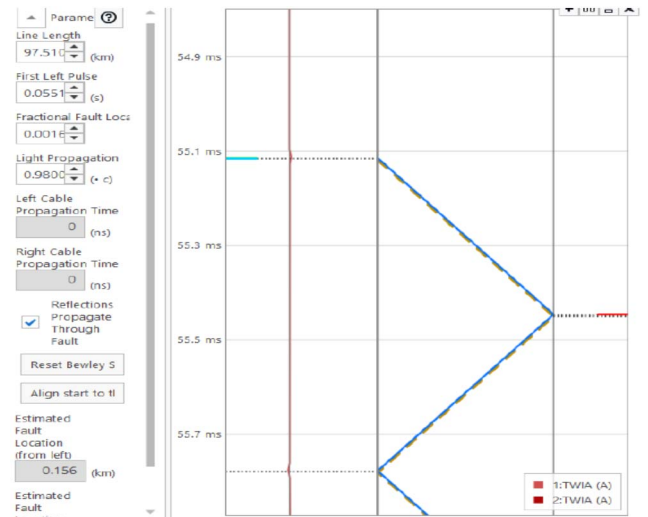 Parame ?
Line Length
97.510 (km)
First Left Pulse
0.0551 (s)
Fractional Fault Loca
0.0016
Light Propagation
0.9800 (• c)
Left Cable
Propagation Time
0 (ns)
Right Cable
Propagation Time
0 (ns)
Reflections
Propagate
Through
Fault
Reset Bewley S
Align start to tl
Estimated
Fault
Location
(from left)
0.156 (km)
Estimated
Fault
54.9 ms
55.1 ms
55.3 ms
55.5 ms
55.7 ms
1:TWIA (A)
2:TWIA (A)